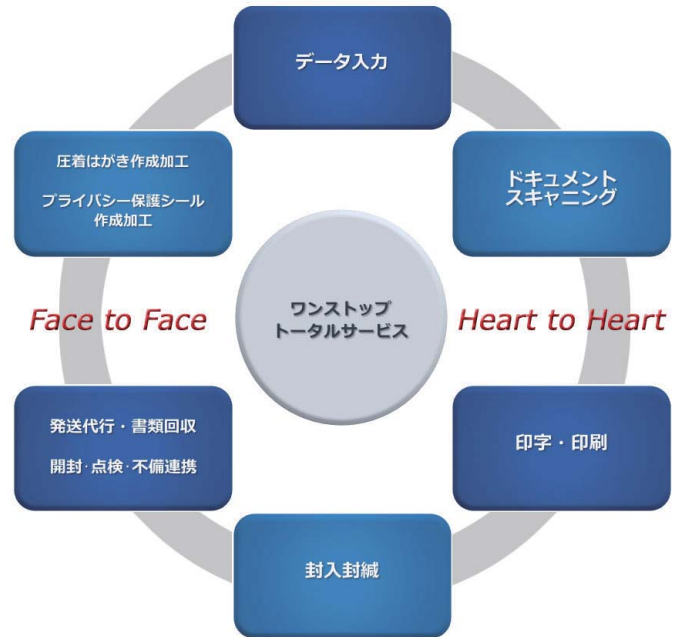 データ入力
圧着はがき作成加工
プライバシー保護シール
作成加工
ドキュメント
スキャニング
ワンストップ
トータルサービス
Face to Face
Heart to Heart
発送代行・書類回収
開封・点検・不備連携
印字・印刷
封入封緘